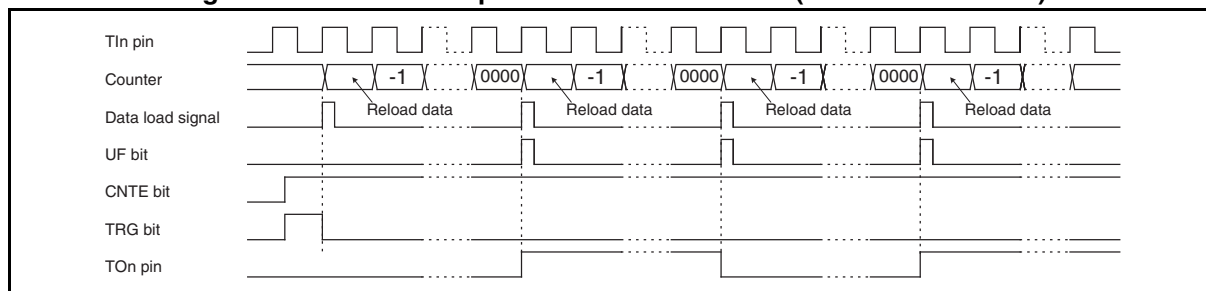 TIn pin
Counter
-1 0000 -1 0000 -1 0000 -1
Reload data Reload data Reload data Reload data
Data load signal
UF bit
CNTE bit
TRG bit
TOn pin